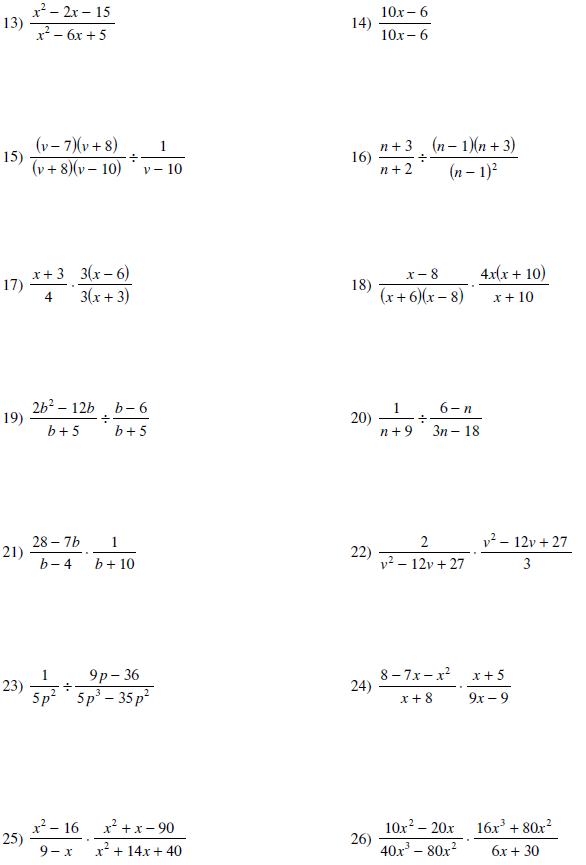 13) (x² − 2x − 15)/(x² − 6x + 5)
14) (10x − 6)/(10x − 6)
15) ((v − 7)(v + 8))/((v + 8)(v − 10)) ÷ 1/(v − 10)
16) (n + 3)/(n + 2) ÷ ((n − 1)(n + 3))/((n − 1)²)
17) (x + 3)/4 · (3(x − 6))/(3(x + 3))
18) (x − 8)/((x + 6)(x − 8)) · (4x(x + 10))/(x + 10)
19) (2b² − 12b)/(b + 5) ÷ (b − 6)/(b + 5)
20) 1/(n + 9) ÷ (6 − n)/(3n − 18)
21) (28 − 7b)/(b − 4) · 1/(b + 10)
22) 2/(v² − 12v + 27) · (v² − 12v + 27)/3
23) 1/(5p²) ÷ (9p − 36)/(5p³ − 35p²)
24) (8 − 7x − x²)/(x + 8) · (x + 5)/(9x − 9)
25) (x² − 16)/(9 − x) · (x² + x − 90)/(x² + 14x + 40)
26) (10x² − 20x)/(40x³ − 80x²) · (16x³ + 80x²)/(6x + 30)